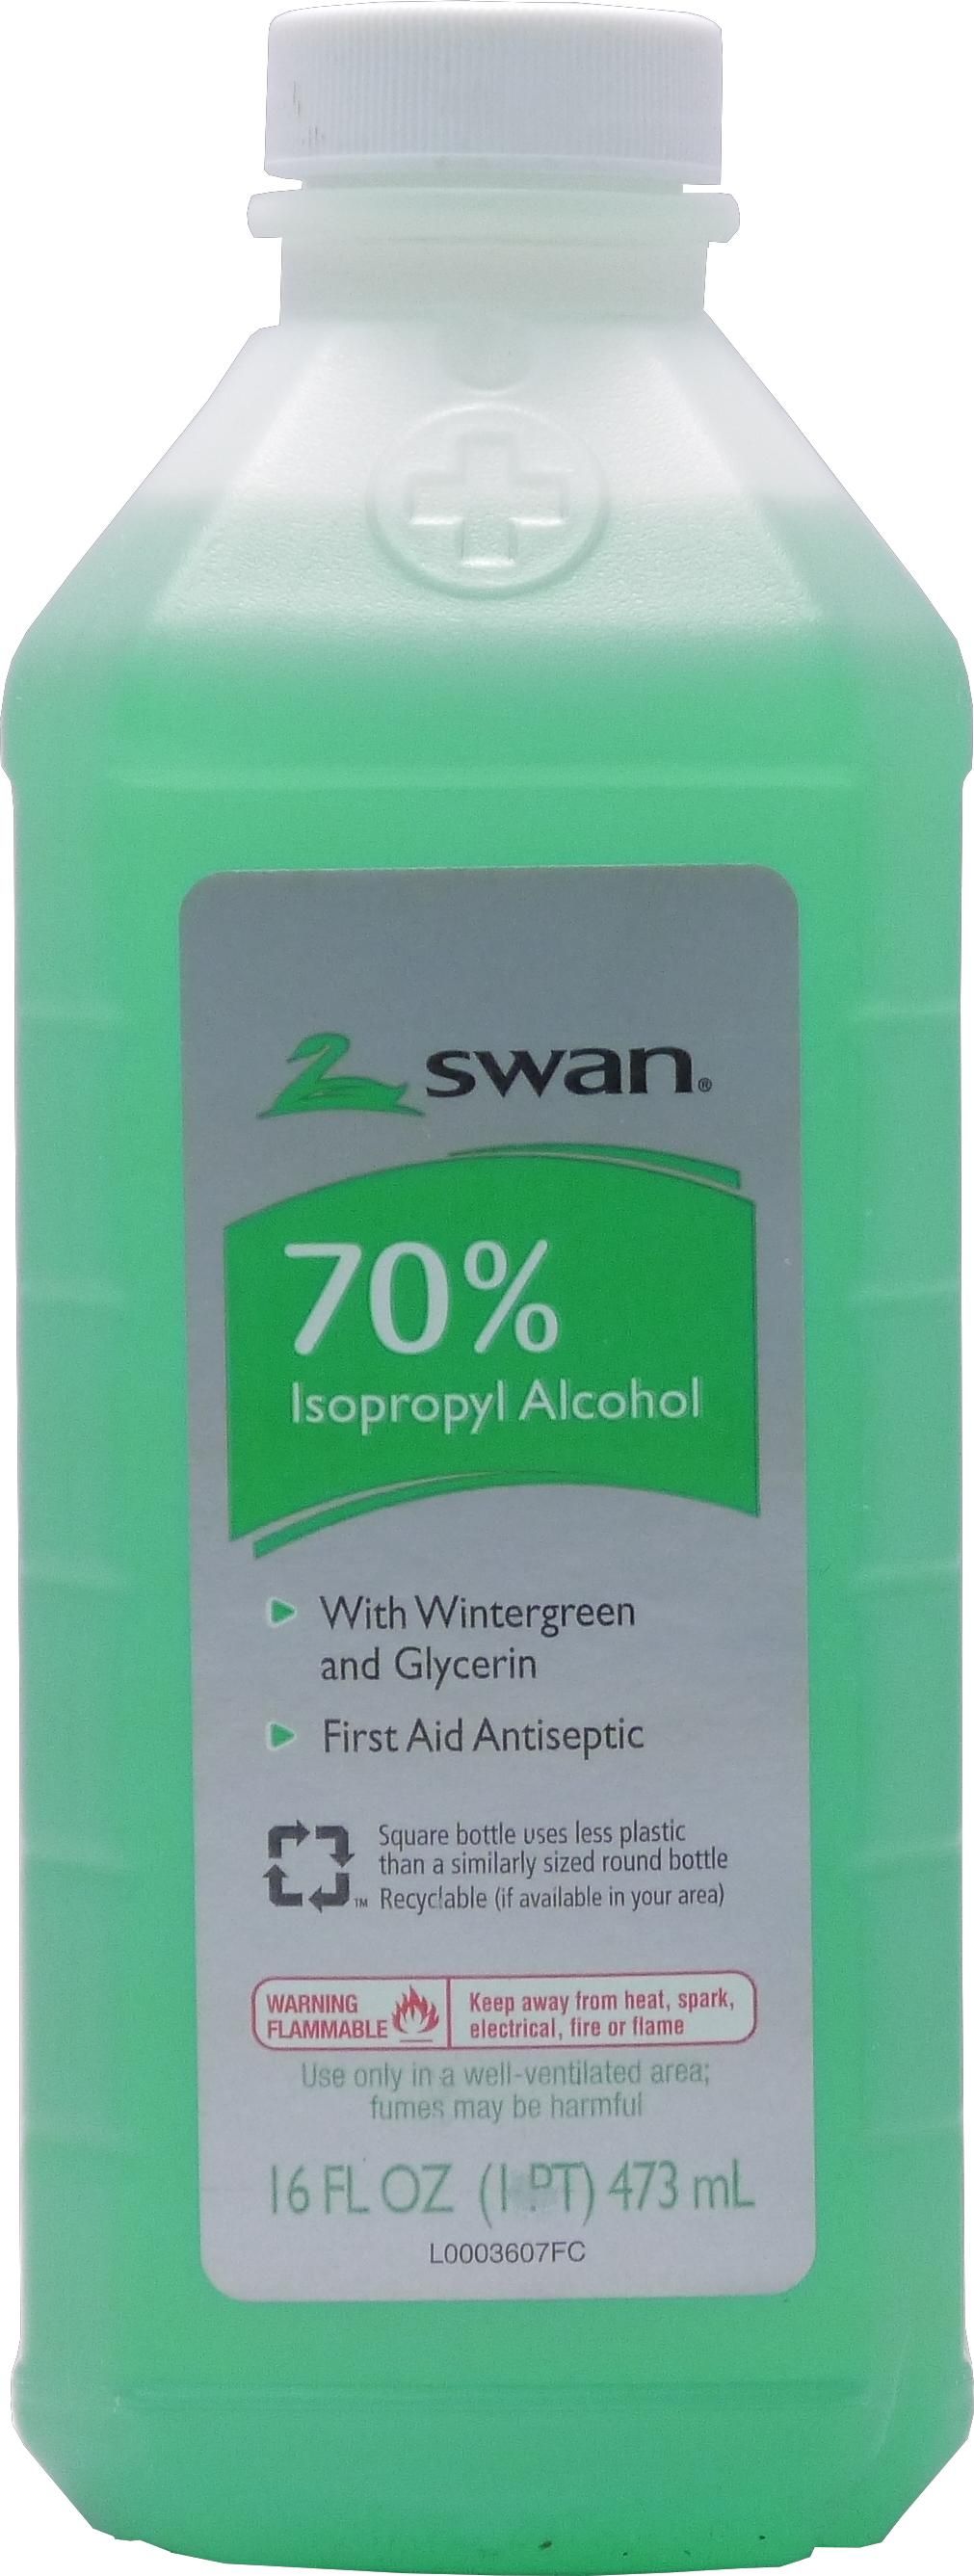 swan®
70%
Isopropyl Alcohol
With Wintergreen
and Glycerin
First Aid Antiseptic
Square bottle uses less plastic
than a similarly sized round bottle
™ Recyclable (if available in your area)
WARNING
FLAMMABLE
Keep away from heat, spark,
electrical, fire or flame
Use only in a well-ventilated area;
fumes may be harmful
16 FL OZ (1 PT) 473 mL
L0003607FC